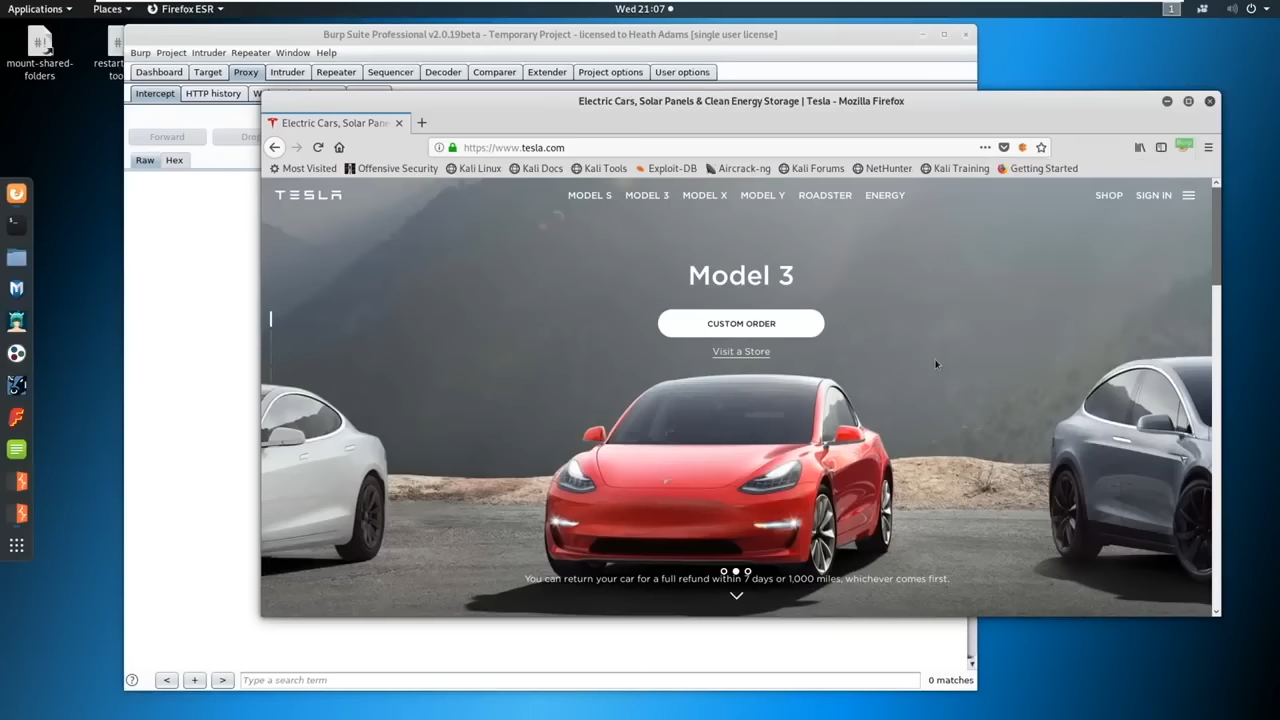 Applications Places Firefox ESR Wed 21:07 1
mount-shared-folders
restart
too
Burp Suite Professional v2.0.19beta - Temporary Project - licensed to Heath Adams [single user license]
Burp Project Intruder Repeater Window Help
Dashboard Target Proxy Intruder Repeater Sequencer Decoder Comparer Extender Project options User options
Intercept HTTP history W
Forward Drop
Raw Hex
Electric Cars, Solar Panels & Clean Energy Storage | Tesla - Mozilla Firefox
Electric Cars, Solar Pane
https://www.tesla.com
Most Visited Offensive Security Kali Linux Kali Docs Kali Tools Exploit-DB Aircrack-ng Kali Forums NetHunter Kali Training Getting Started
TESLA MODEL S MODEL 3 MODEL X MODEL Y ROADSTER ENERGY SHOP SIGN IN
Model 3
CUSTOM ORDER
Visit a Store
You can return your car for a full refund within 7 days or 1,000 miles, whichever comes first.
? < + > Type a search term 0 matches